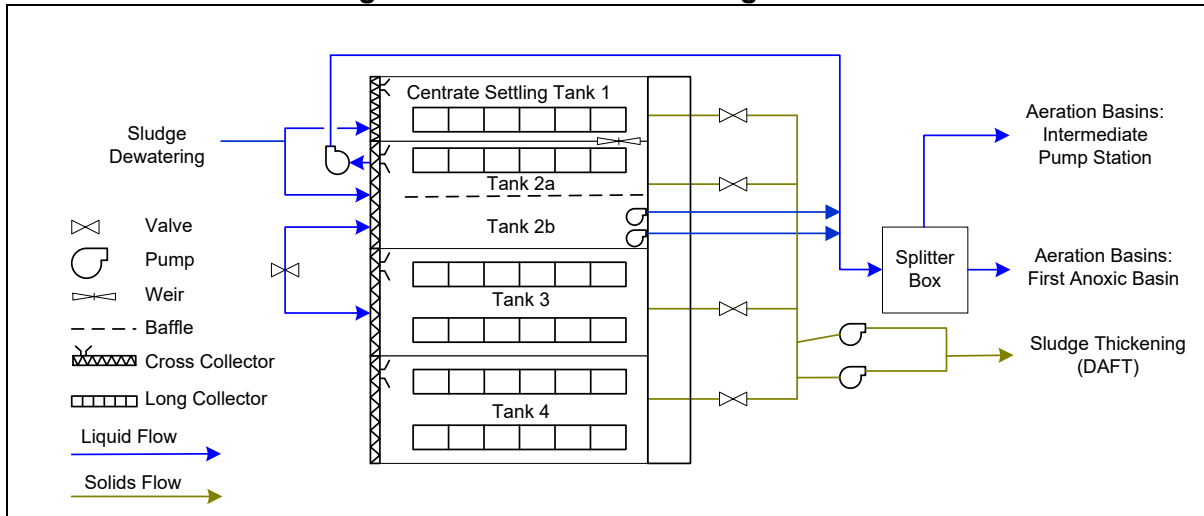 Centrate Settling Tank 1
Sludge
Dewatering
Tank 2a
Tank 2b
Tank 3
Tank 4
Aeration Basins:
Intermediate
Pump Station
Splitter
Box
Aeration Basins:
First Anoxic Basin
Sludge Thickening
(DAFT)
Valve
Pump
Weir
Baffle
Cross Collector
Long Collector
Liquid Flow
Solids Flow